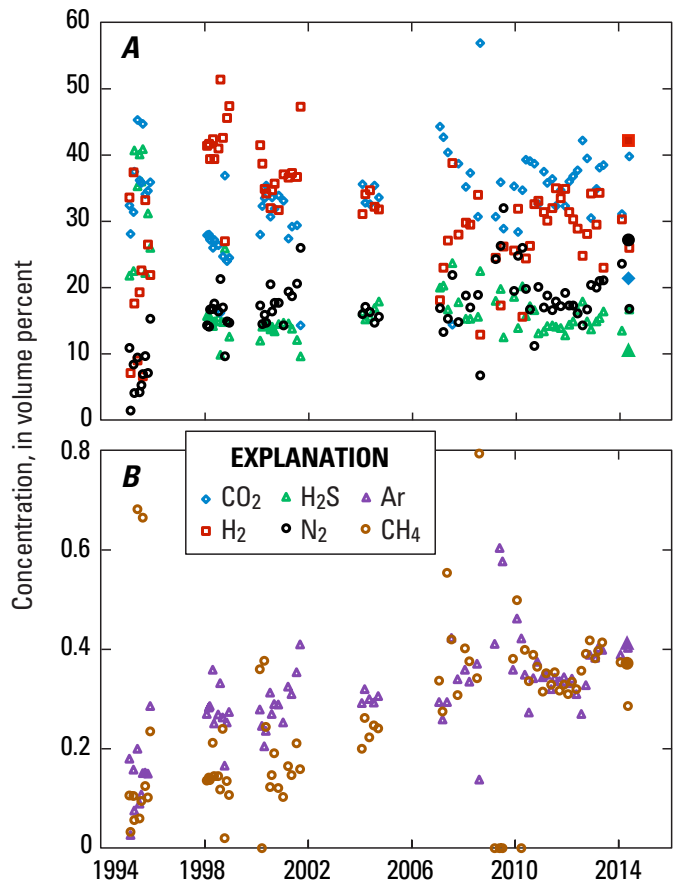 A
60
50
40
30
20
10
0
Concentration, in volume percent
B
EXPLANATION
CO₂ H₂S Ar
H₂ N₂ CH₄
0.8
0.6
0.4
0.2
0
1994 1998 2002 2006 2010 2014